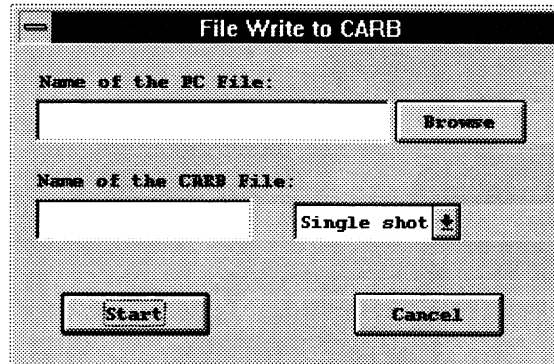 File Write to CARB
Name of the PC File:
Browse
Name of the CARB File:
Single shot
Start
Cancel